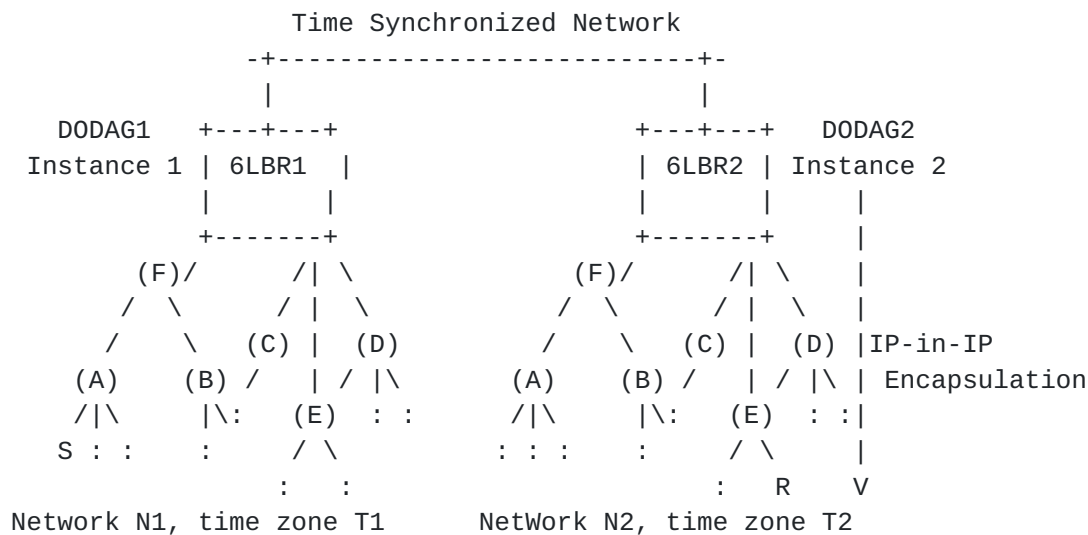 Time Synchronized Network
               -+---------------------------+-
                |                           |
   DODAG1   +---+---+                   +---+---+   DODAG2
 Instance 1 | 6LBR1  |                  | 6LBR2 | Instance 2
            |       |                   |       |     |
            +-------+                   +-------+     |
        (F)/      /| \              (F)/      /| \    |
       /  \      / |  \            /  \      / |  \   |
      /    \   (C) |  (D)         /    \   (C) |  (D) |IP-in-IP
    (A)    (B) /   | / |\       (A)    (B) /   | / |\ | Encapsulation
    /|\     |\:   (E)  : :      /|\     |\:   (E)  : :|
   S : :    :     / \          : : :    :     / \     |
                 :   :                       :   R    V
Network N1, time zone T1      NetWork N2, time zone T2